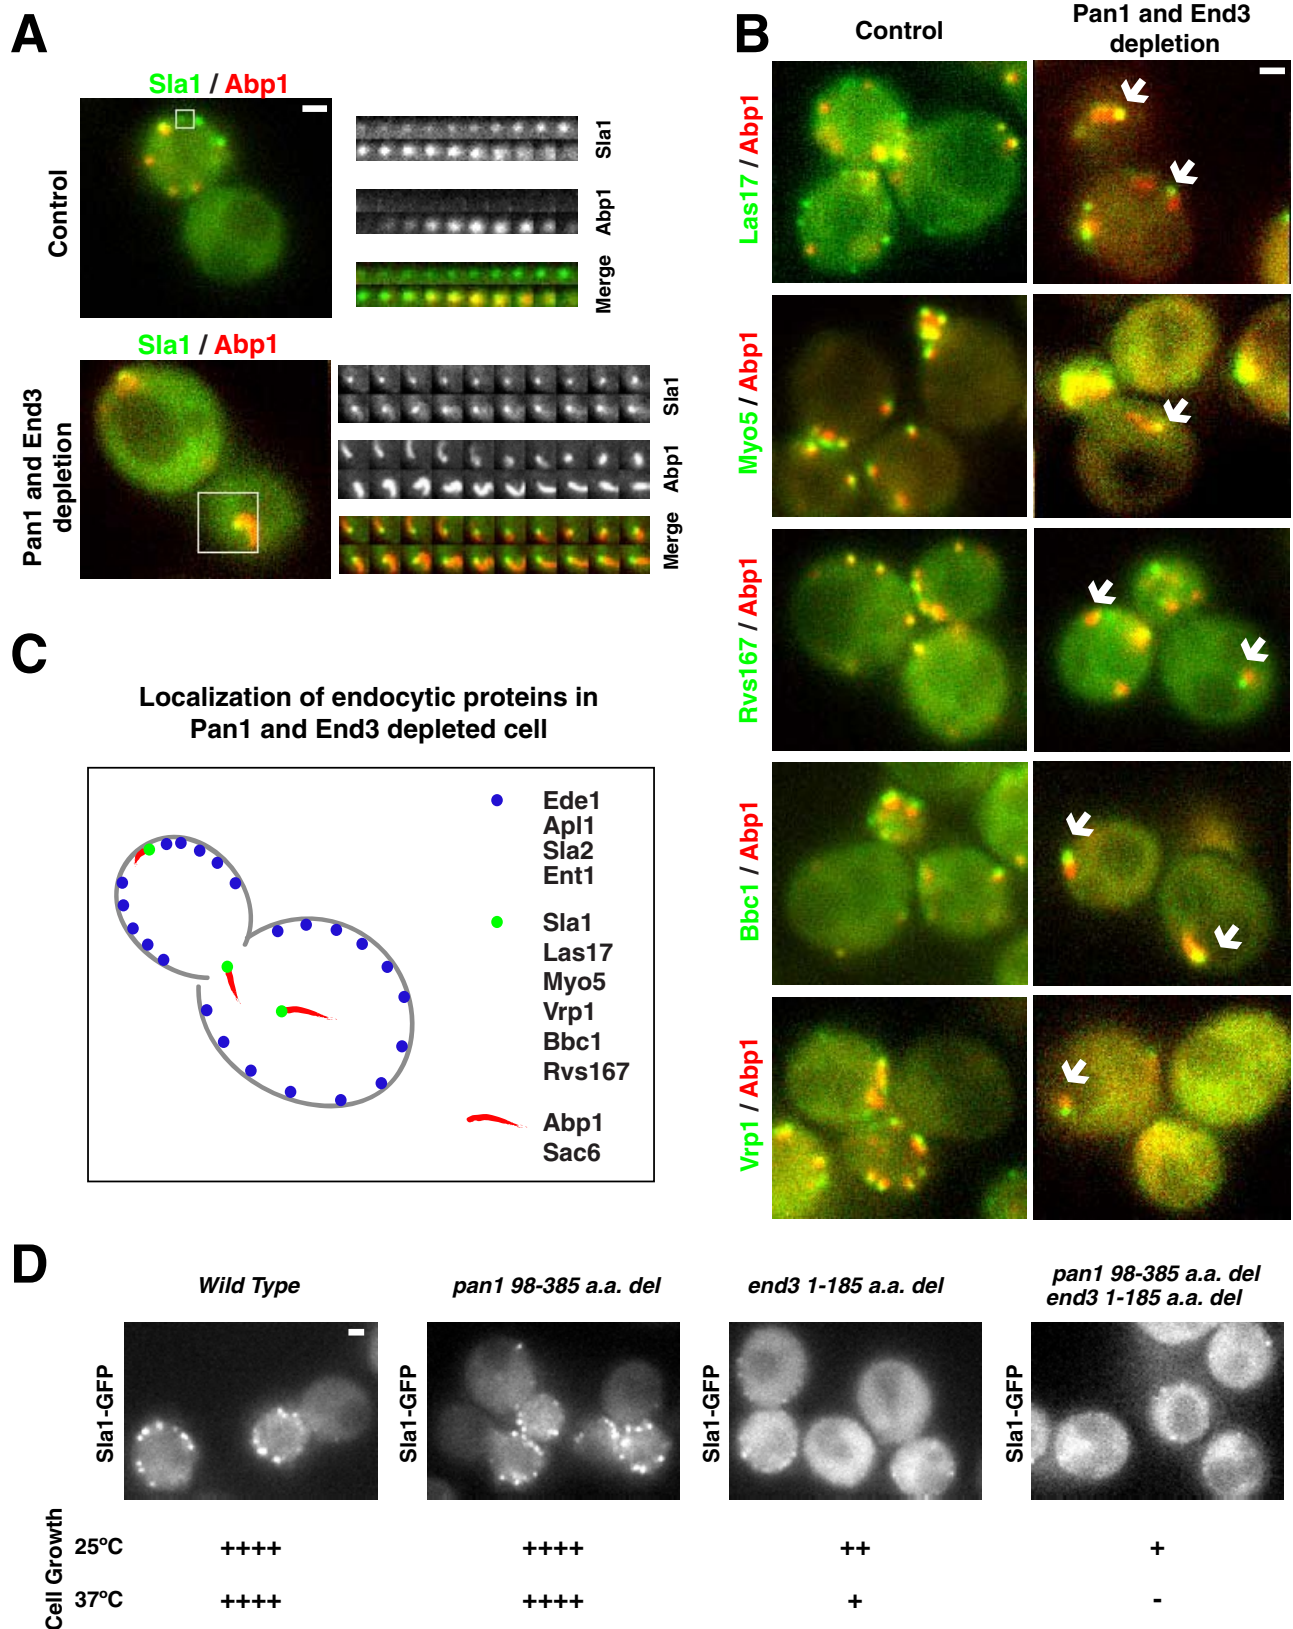 A
Sla1 / Abp1
Control
Sla1
Abp1
Merge
Sla1 / Abp1
Pan1 and End3
depletion
Sla1
Abp1
Merge
B
Control
Pan1 and End3
depletion
Las17 / Abp1
Myo5 / Abp1
Rvs167 / Abp1
Bbc1 / Abp1
Vrp1 / Abp1
C
Localization of endocytic proteins in
Pan1 and End3 depleted cell
Ede1
Apl1
Sla2
Ent1
Sla1
Las17
Myo5
Vrp1
Bbc1
Rvs167
Abp1
Sac6
D
Wild Type
pan1 98-385 a.a. del
end3 1-185 a.a. del
pan1 98-385 a.a. del
end3 1-185 a.a. del
Sla1-GFP
Sla1-GFP
Sla1-GFP
Sla1-GFP
Cell Growth
25ºC ++++ ++++ ++ +
37ºC ++++ ++++ + -